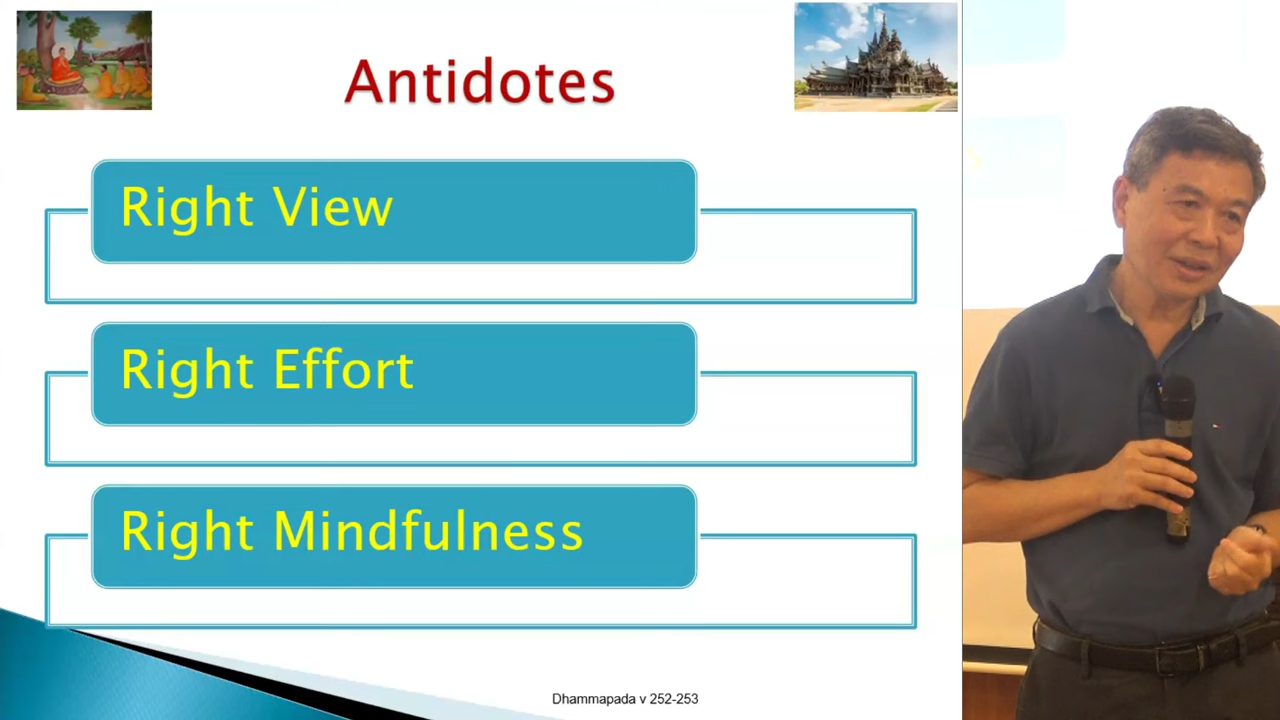 Antidotes
Right View
Right Effort
Right Mindfulness
Dhammapada v 252-253